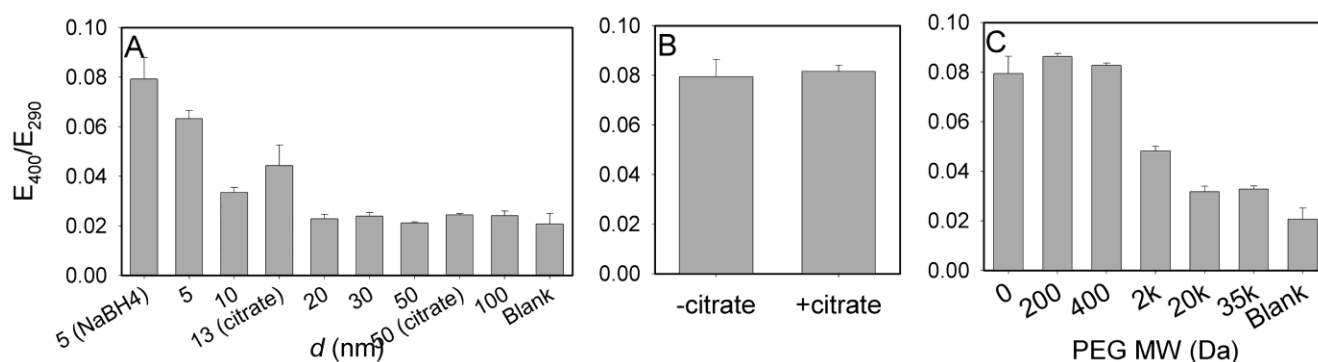 A
E400/E290
0.10
0.08
0.06
0.04
0.02
0.00
5 (NaBH4)
5
10
13 (citrate)
20
30
50
50 (citrate)
100
Blank
d (nm)
B
0.10
0.08
0.06
0.04
0.02
0.00
-citrate
+citrate
C
0.10
0.08
0.06
0.04
0.02
0.00
0
200
400
2k
20k
35k
Blank
PEG MW (Da)